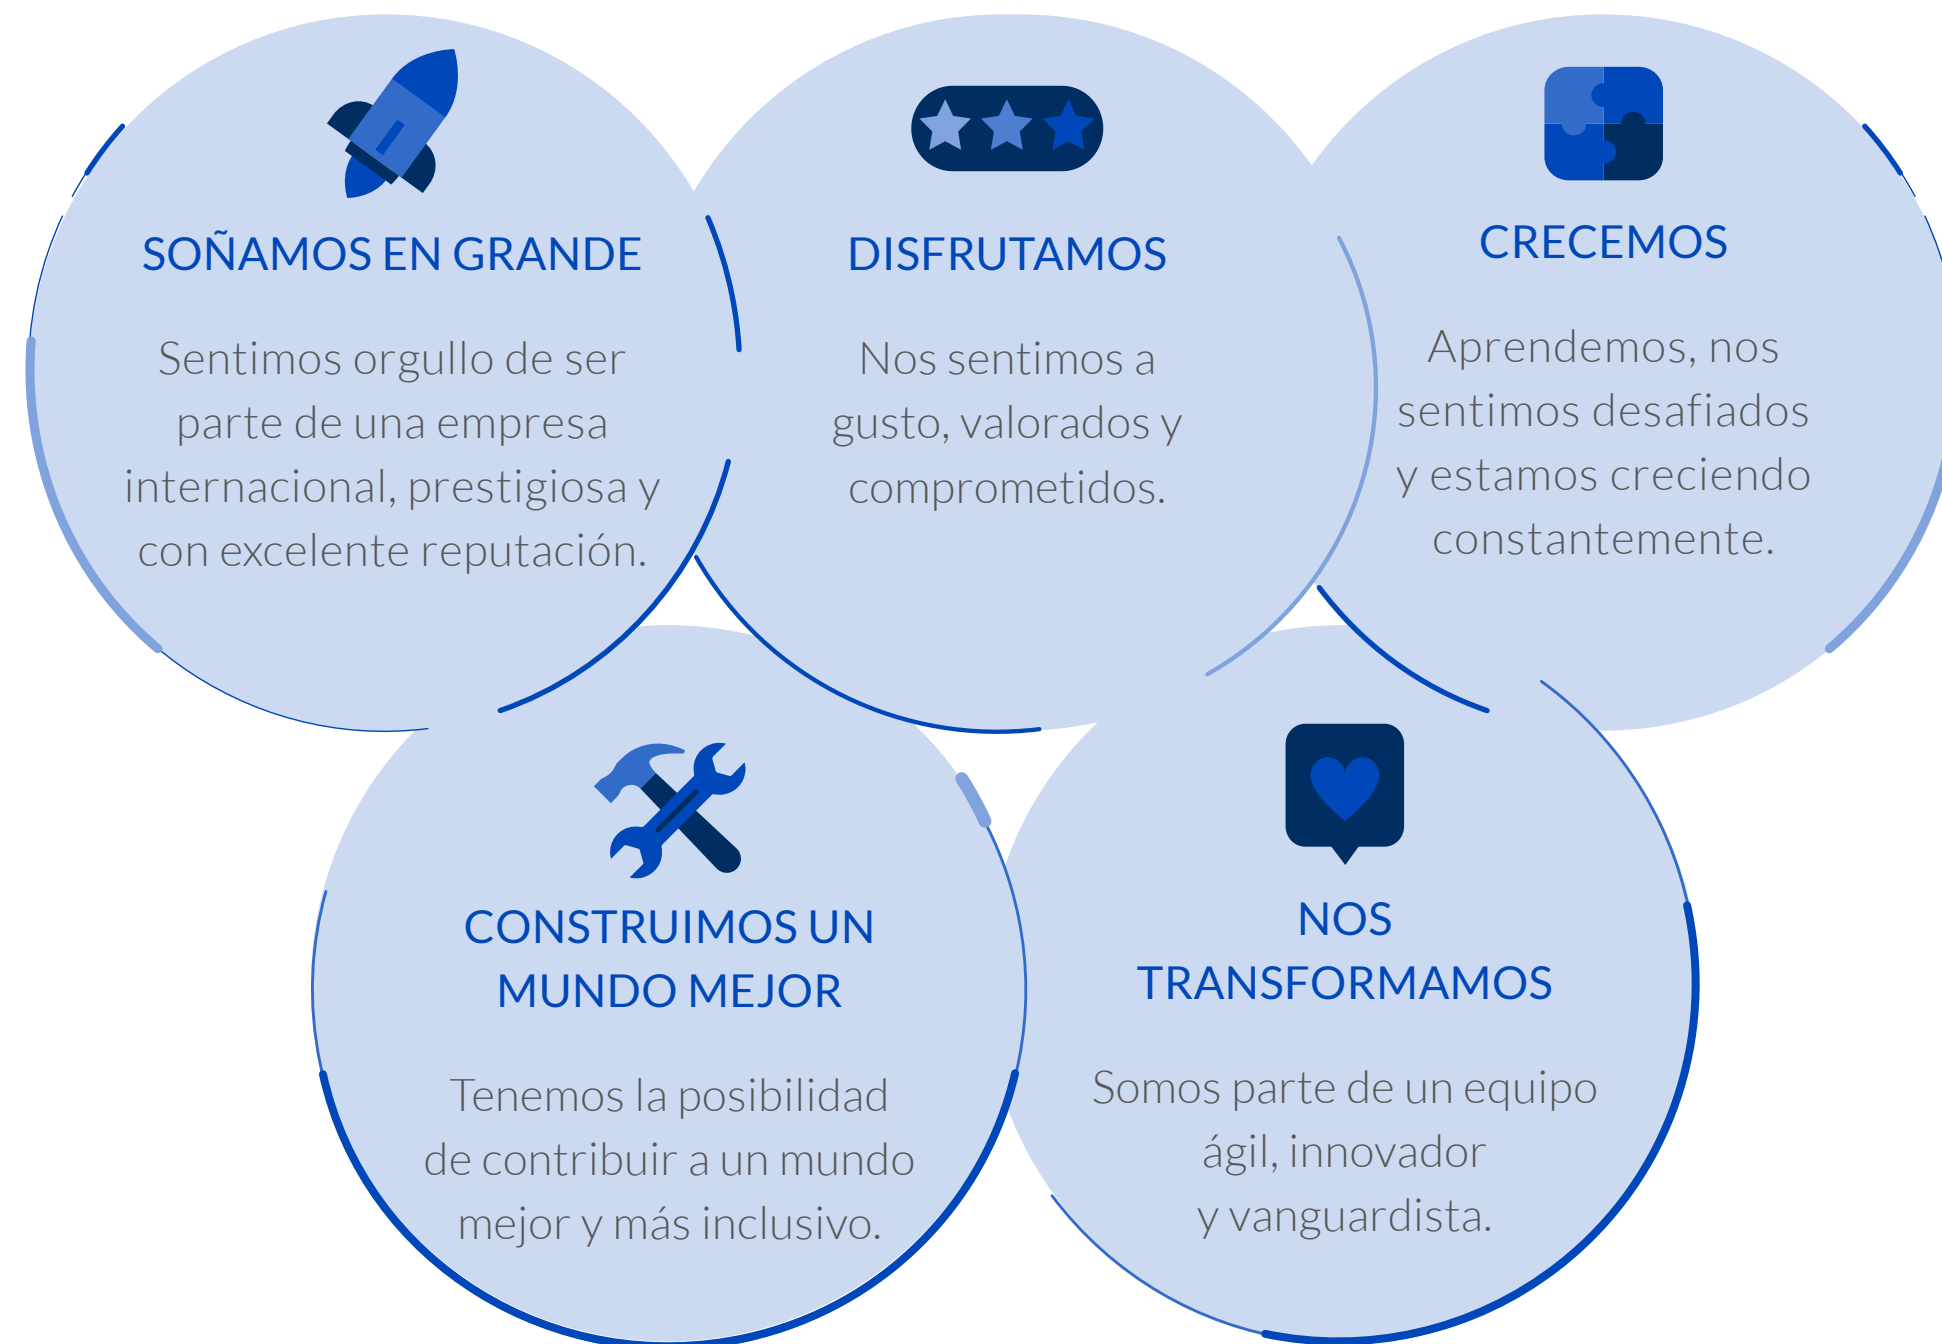 SOÑAMOS EN GRANDE
Sentimos orgullo de ser
parte de una empresa
internacional, prestigiosa y
con excelente reputación.
DISFRUTAMOS
Nos sentimos a
gusto, valorados y
comprometidos.
CRECEMOS
Aprendemos, nos
sentimos desafiados
y estamos creciendo
constantemente.
CONSTRUIMOS UN
MUNDO MEJOR
Tenemos la posibilidad
de contribuir a un mundo
mejor y más inclusivo.
NOS
TRANSFORMAMOS
Somos parte de un equipo
ágil, innovador
y vanguardista.